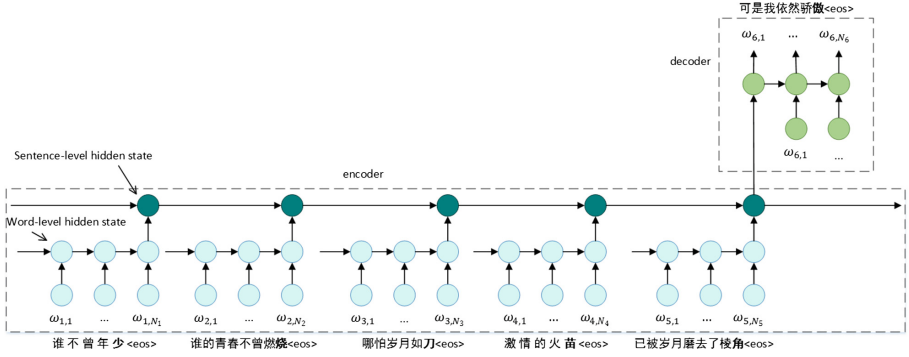 可是我依然骄傲<eos>
ω6,1 … ω6,N6
decoder
ω6,1 …
Sentence-level hidden state
encoder
Word-level hidden state
ω1,1 … ω1,N1 ω2,1 … ω2,N2 ω3,1 … ω3,N3 ω4,1 … ω4,N4 ω5,1 … ω5,N5
谁不曾年少<eos> 谁的青春不曾燃烧<eos> 哪怕岁月如刀<eos> 激情的火苗<eos> 已被岁月磨去了棱角<eos>